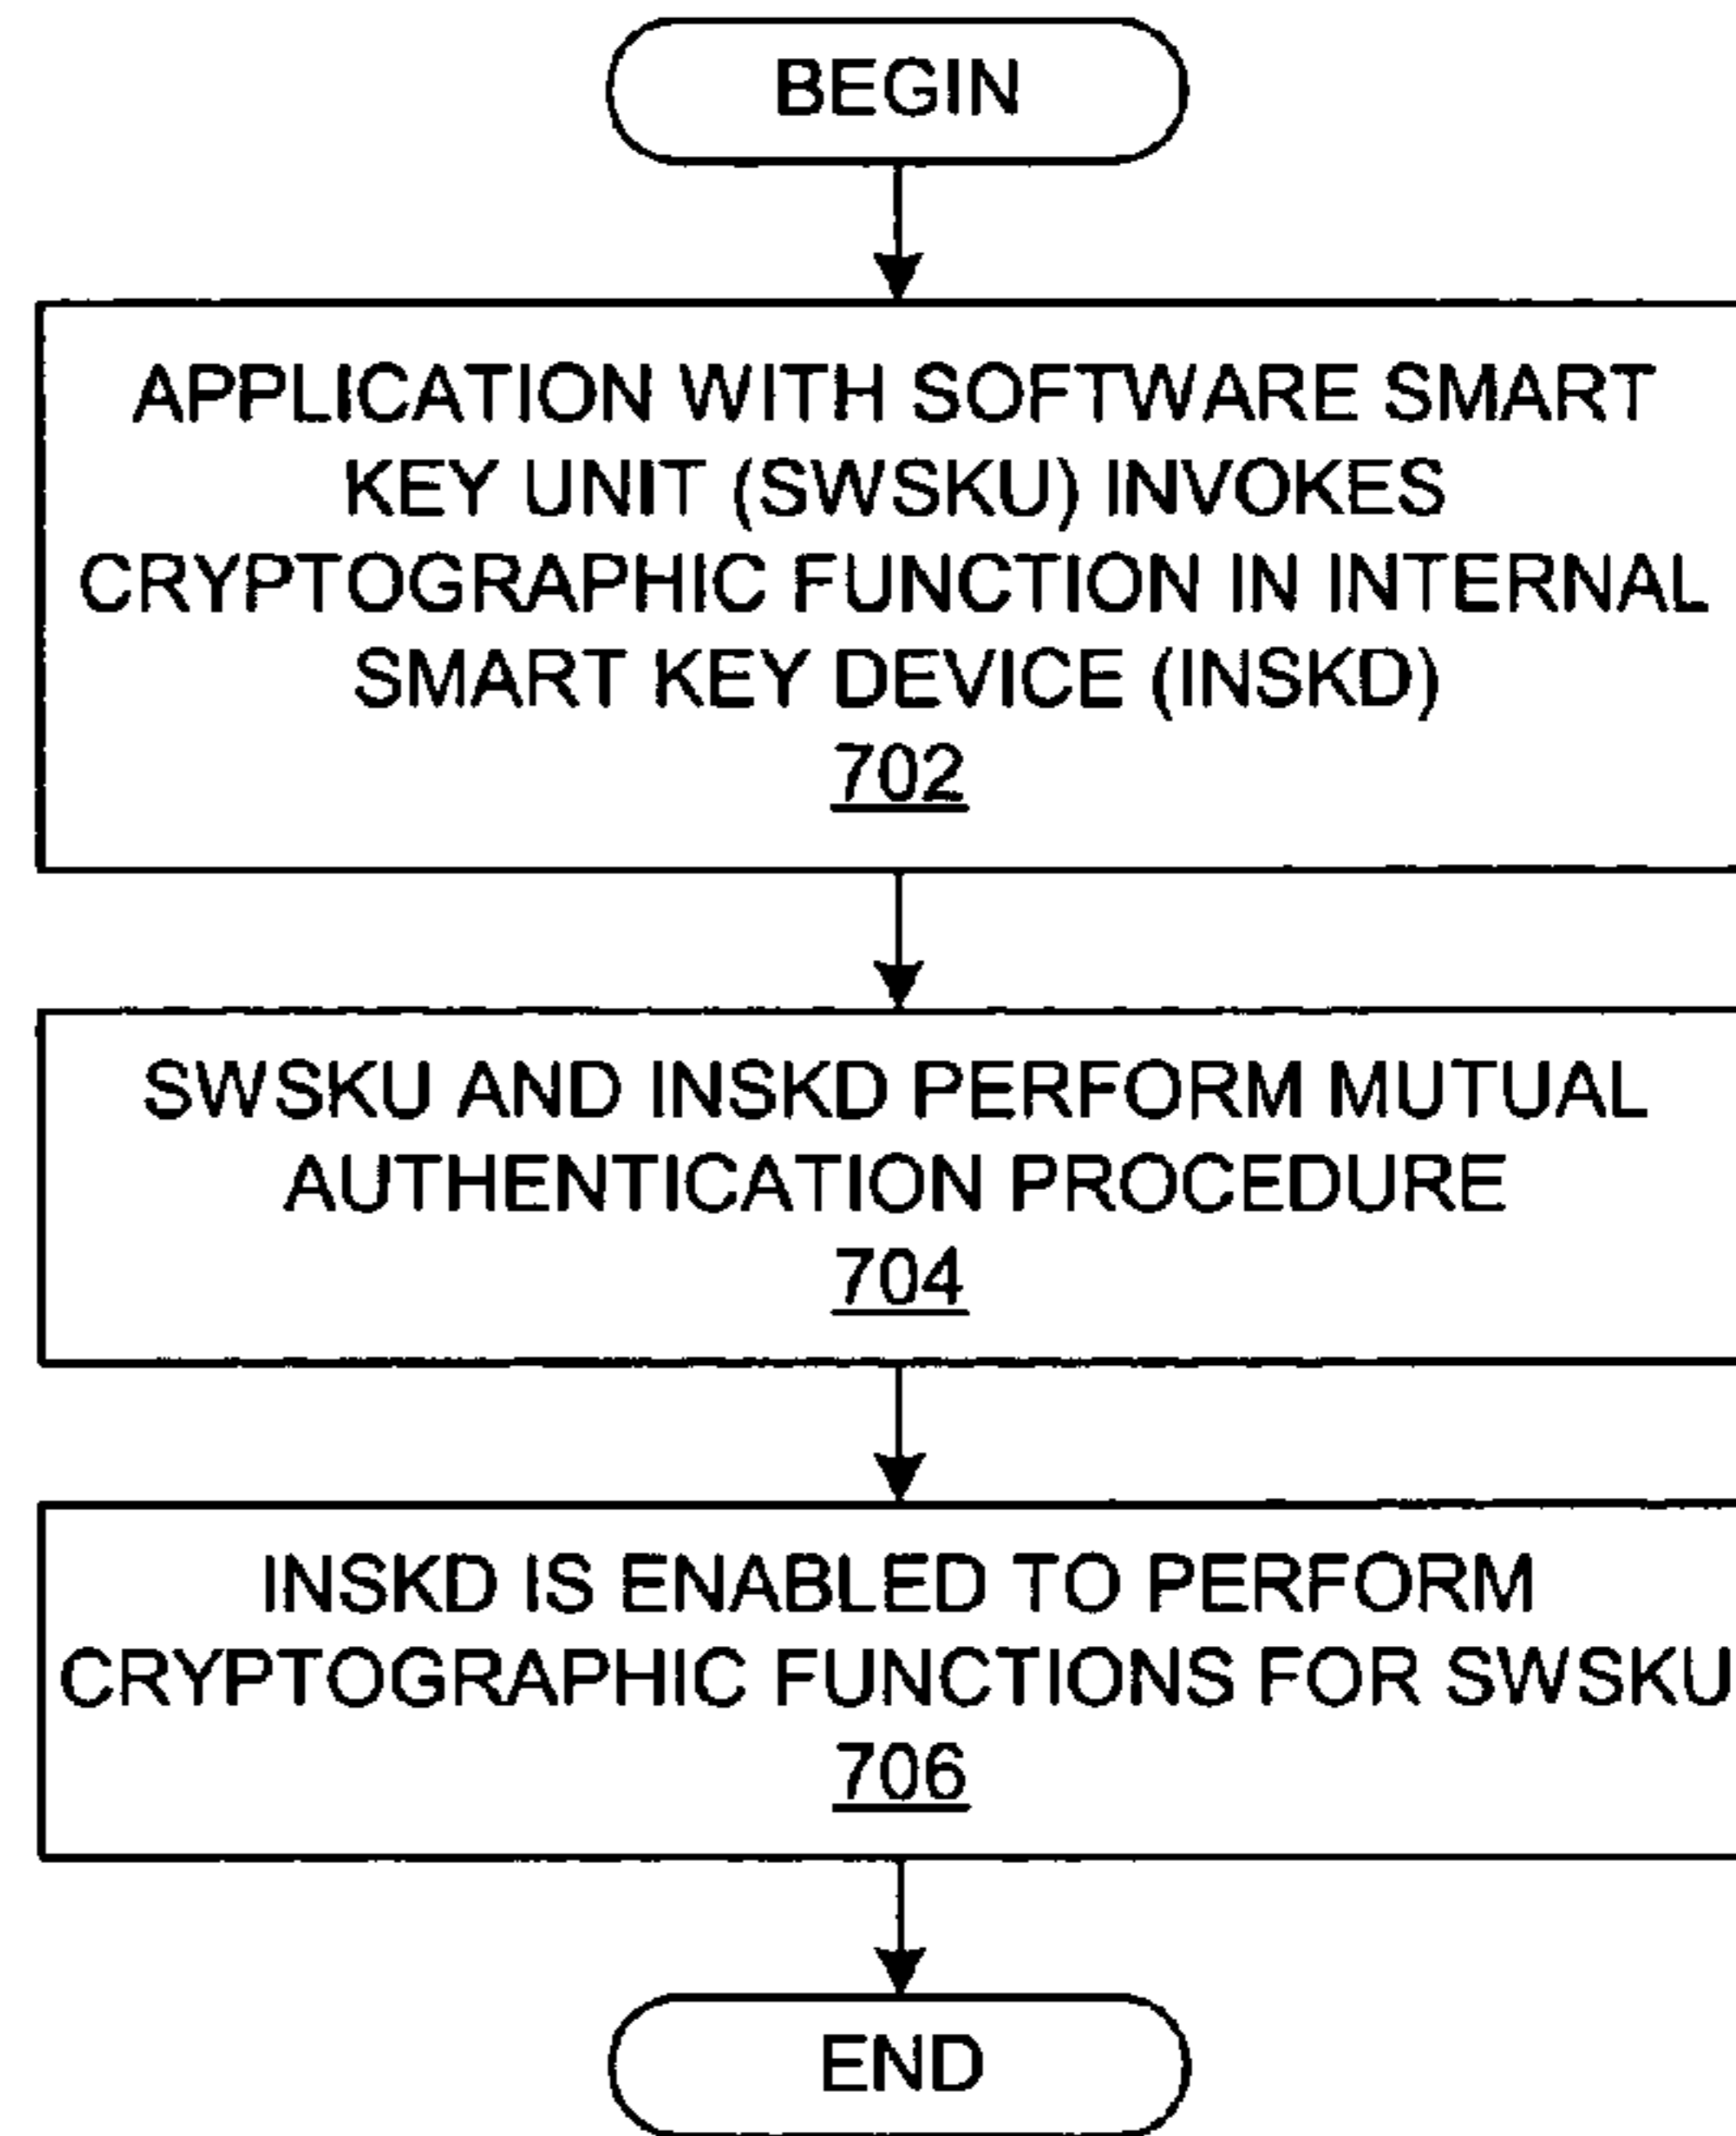 BEGIN
APPLICATION WITH SOFTWARE SMART
KEY UNIT (SWSKU) INVOKES
CRYPTOGRAPHIC FUNCTION IN INTERNAL
SMART KEY DEVICE (INSKD)
702
SWSKU AND INSKD PERFORM MUTUAL
AUTHENTICATION PROCEDURE
704
INSKD IS ENABLED TO PERFORM
CRYPTOGRAPHIC FUNCTIONS FOR SWSKU
706
END